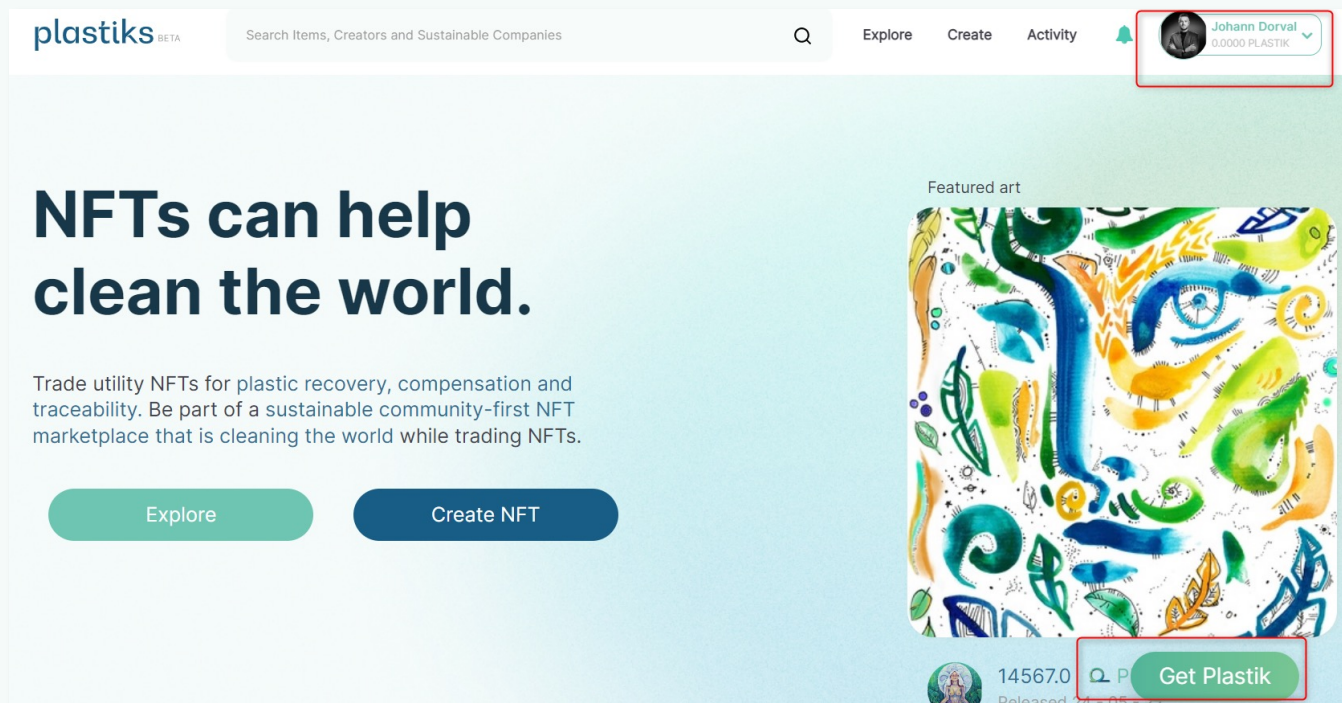 plastiks BETA
Search Items, Creators and Sustainable Companies
Explore
Create
Activity
Johann Dorval
0.0000 PLASTIK
NFTs can help
clean the world.
Trade utility NFTs for plastic recovery, compensation and
traceability. Be part of a sustainable community-first NFT
marketplace that is cleaning the world while trading NFTs.
Explore
Create NFT
Featured art
14567.0
Get Plastik
Released